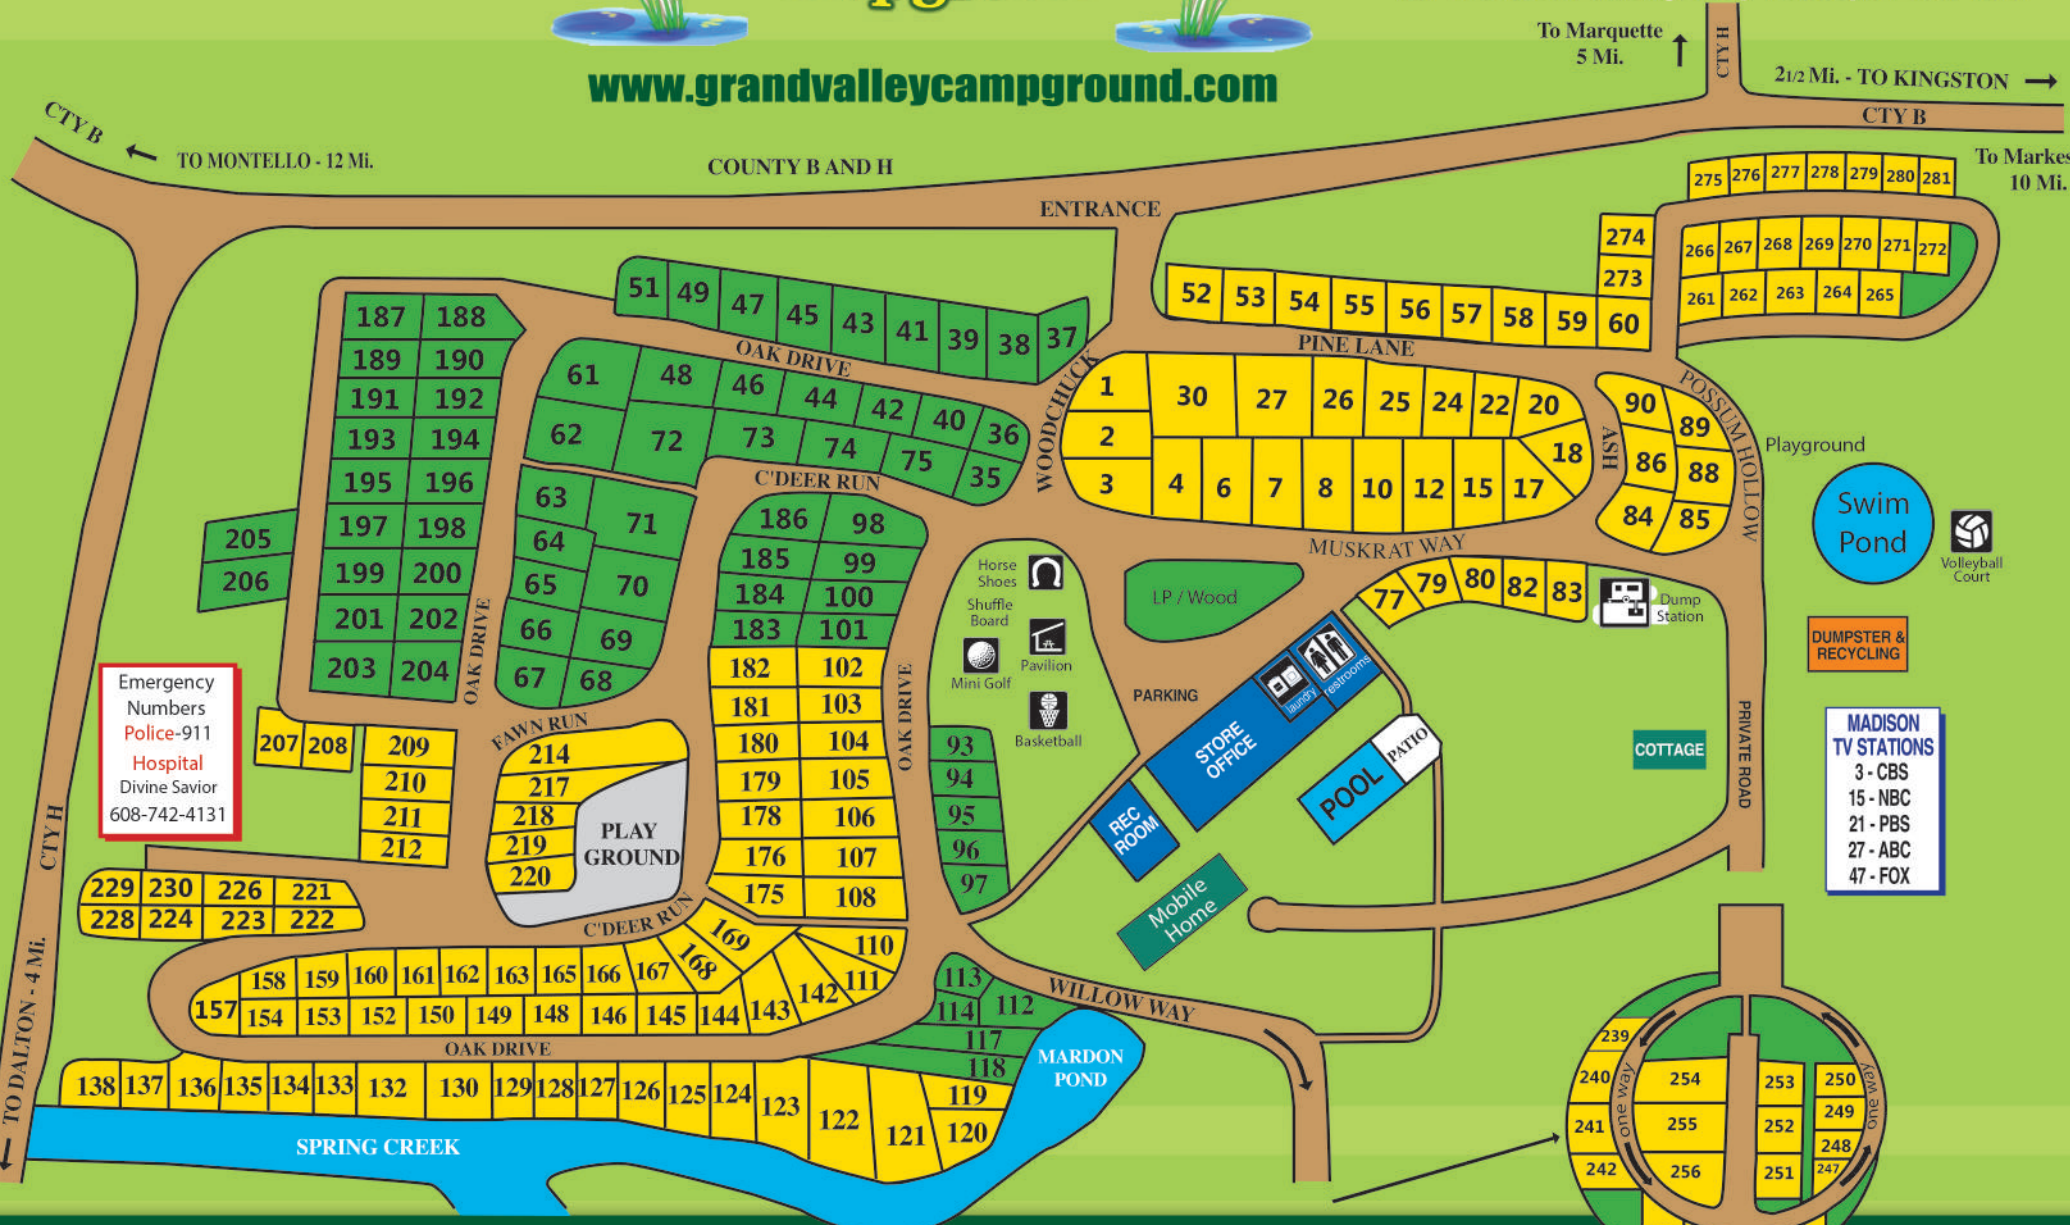 www.grandvalleycampground.com
To Marquette
5 Mi.
CTY H
2 1/2 Mi. - TO KINGSTON
CTY B
CTY B
TO MONTELLO - 12 Mi.
COUNTY B AND H
ENTRANCE
To Markes
10 Mi.
275 276 277 278 279 280 281
274
273
266 267 268 269 270 271 272
261 262 263 264 265
51 49 47 45 43 41 39 38 37
52 53 54 55 56 57 58 59 60
OAK DRIVE
PINE LANE
WOODCHUCK
187 188
189 190
191 192
193 194
195 196
197 198
199 200
201 202
203 204
205
206
OAK DRIVE
61 48 46 44 42 40 36
62 72 73 74 75 35
C'DEER RUN
63
64
65
66
67
71
70
69
68
1
2
3
30 27 26 25 24 22 20
18
4 6 7 8 10 12 15 17
ASH
90
89
86
88
84
85
POSSUM HOLLOW
MUSKRAT WAY
Playground
Swim
Pond
Volleyball
Court
186 98
185 99
184 100
183 101
182 102
181 103
180 104
179 105
178 106
176 107
175 108
OAK DRIVE
Horse
Shoes
Shuffle
Board
Mini Golf
Pavilion
Basketball
LP / Wood
77 79 80 82 83
Dump
Station
DUMPSTER &
RECYCLING
PARKING
laundry
restrooms
STORE
OFFICE
REC
ROOM
POOL
PATIO
Mobile
Home
COTTAGE
PRIVATE ROAD
MADISON
TV STATIONS
3 - CBS
15 - NBC
21 - PBS
27 - ABC
47 - FOX
Emergency
Numbers
Police-911
Hospital
Divine Savior
608-742-4131
207 208
209
210
211
212
FAWN RUN
214
217
218
219
220
PLAY
GROUND
C'DEER RUN
93
94
95
96
97
CTY H
229 230 226 221
228 224 223 222
169
168
110
111
142
143
158 159 160 161 162 163 165 166 167
157
154 153 152 150 149 148 146 145 144
OAK DRIVE
113
114 112
117
118
119
120
WILLOW WAY
MARDON
POND
138 137 136 135 134 133 132 130 129 128 127 126 125 124 123 122 121
SPRING CREEK
TO DALTON - 4 Mi.
239
240
241
242
one way
254
255
256
253
252
251
250
249
248
247
one way